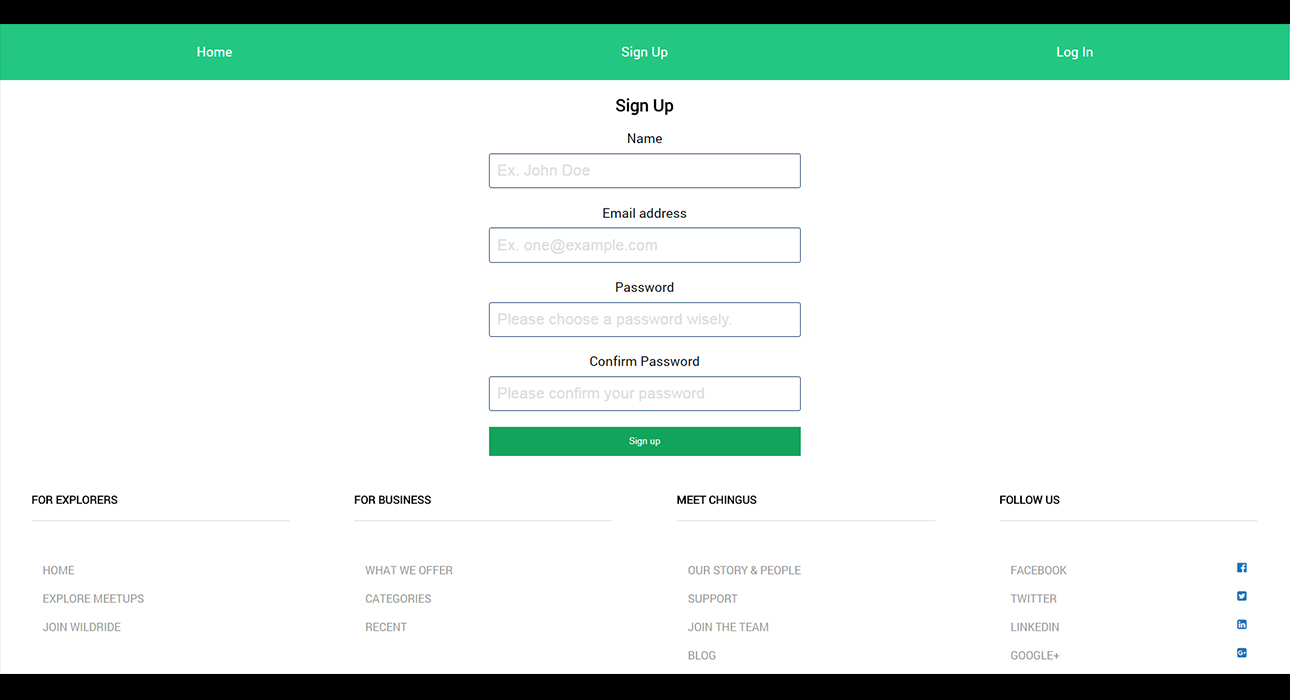 Home
Sign Up
Log In
Sign Up
Name
Ex. John Doe
Email address
Ex. one@example.com
Password
Please choose a password wisely.
Confirm Password
Please confirm your password
Sign up
FOR EXPLORERS
HOME
EXPLORE MEETUPS
JOIN WILDRIDE
FOR BUSINESS
WHAT WE OFFER
CATEGORIES
RECENT
MEET CHINGUS
OUR STORY & PEOPLE
SUPPORT
JOIN THE TEAM
BLOG
FOLLOW US
FACEBOOK
TWITTER
LINKEDIN
GOOGLE+